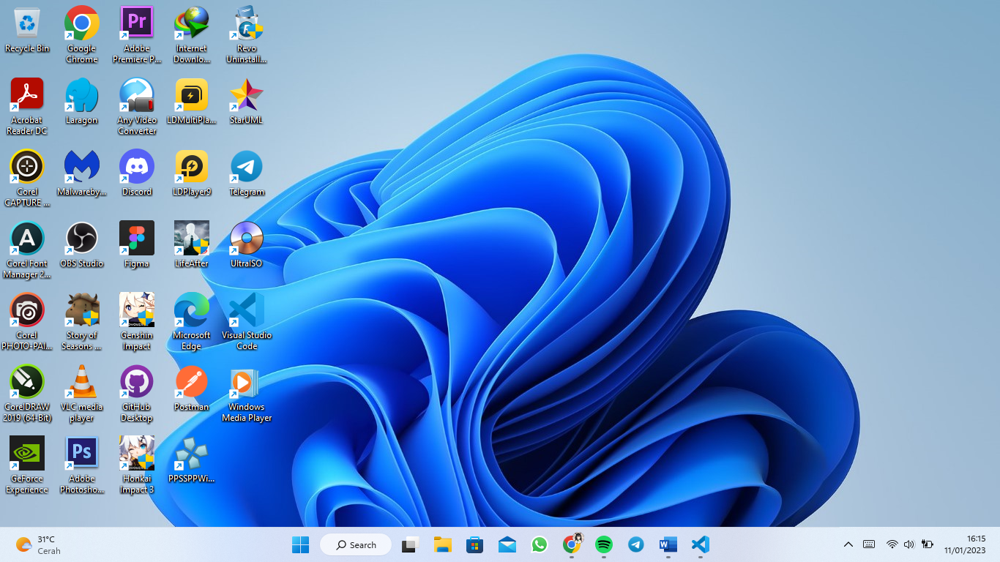 Recycle Bin
Google
Chrome
Adobe
Premiere P...
Internet
Downlo...
Revo
Uninstall...
Acrobat
Reader DC
Laragon
Any Video
Converter
LDMultiPla...
StarUML
Corel
CAPTURE ...
Malwareby...
Discord
LDPlayer9
Telegram
Corel Font
Manager 2...
OBS Studio
Figma
LifeAfter
UltraISO
Corel
PHOTO-PAI...
Story of
Seasons ...
Genshin
Impact
Microsoft
Edge
Visual Studio
Code
CorelDRAW
2019 (64-Bit)
VLC media
player
GitHub
Desktop
Postman
Windows
Media Player
GeForce
Experience
Adobe
Photosho...
Honkai
Impact 3
PPSSPPWi...
31°C
Cerah
Search
16:15
11/01/2023